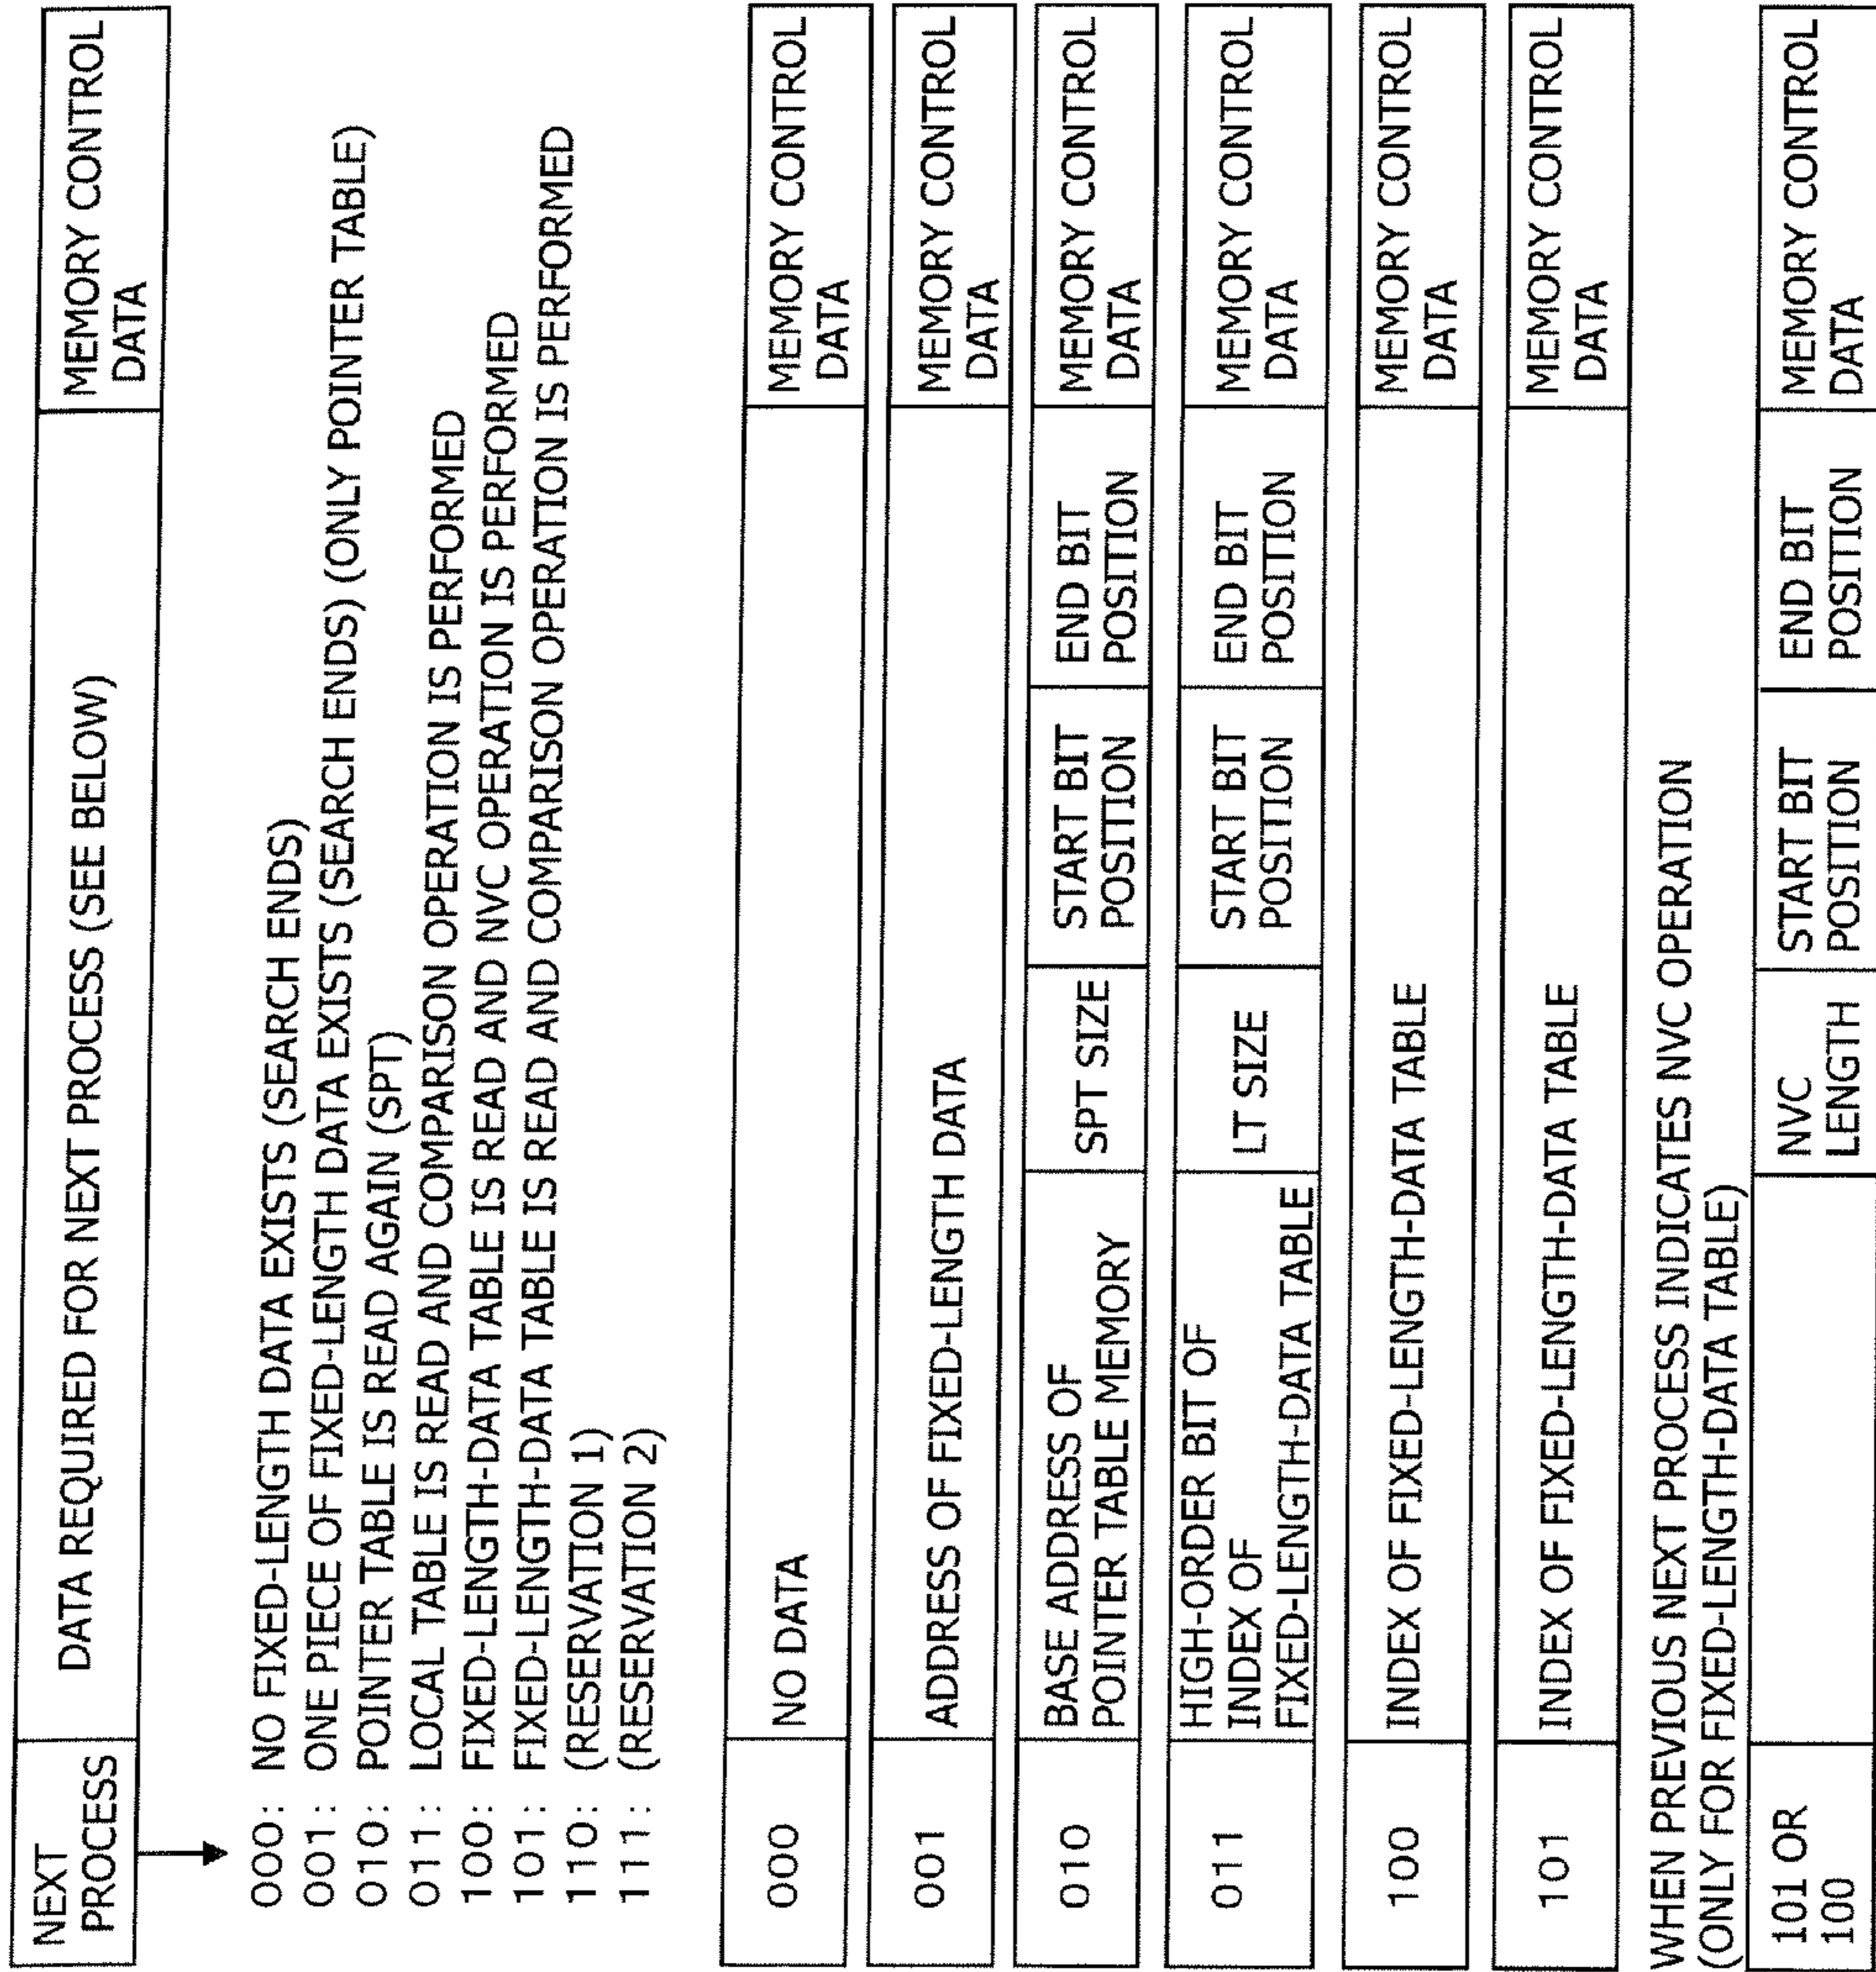 NEXT
PROCESS
DATA REQUIRED FOR NEXT PROCESS (SEE BELOW)
MEMORY CONTROL
DATA
000: NO FIXED-LENGTH DATA EXISTS (SEARCH ENDS)
001: ONE PIECE OF FIXED-LENGTH DATA EXISTS (SEARCH ENDS) (ONLY POINTER TABLE)
010: POINTER TABLE IS READ AGAIN (SPT)
011: LOCAL TABLE IS READ AND COMPARISON OPERATION IS PERFORMED
100: FIXED-LENGTH-DATA TABLE IS READ AND NVC OPERATION IS PERFORMED
101: FIXED-LENGTH-DATA TABLE IS READ AND COMPARISON OPERATION IS PERFORMED
110: (RESERVATION 1)
111: (RESERVATION 2)
000
NO DATA
MEMORY CONTROL
DATA
001
ADDRESS OF FIXED-LENGTH DATA
MEMORY CONTROL
DATA
010
BASE ADDRESS OF
POINTER TABLE MEMORY
SPT SIZE
START BIT
POSITION
END BIT
POSITION
MEMORY CONTROL
DATA
011
HIGH-ORDER BIT OF
INDEX OF
FIXED-LENGTH-DATA TABLE
LT SIZE
START BIT
POSITION
END BIT
POSITION
MEMORY CONTROL
DATA
100
INDEX OF FIXED-LENGTH-DATA TABLE
MEMORY CONTROL
DATA
101
INDEX OF FIXED-LENGTH-DATA TABLE
MEMORY CONTROL
DATA
WHEN PREVIOUS NEXT PROCESS INDICATES NVC OPERATION
(ONLY FOR FIXED-LENGTH-DATA TABLE)
101 OR
100
NVC
LENGTH
START BIT
POSITION
END BIT
POSITION
MEMORY CONTROL
DATA